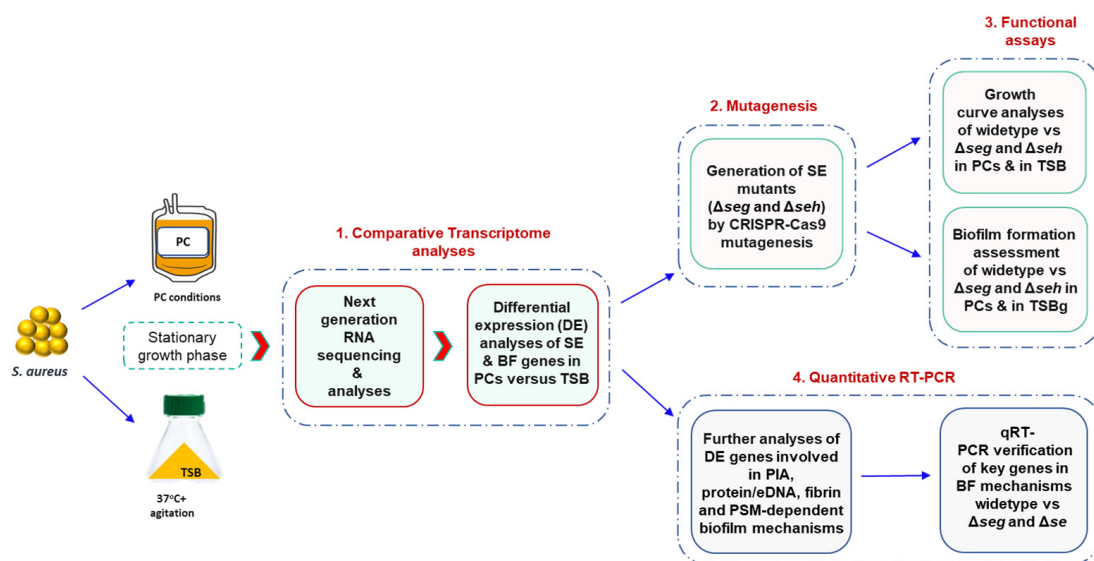 S. aureus
PC
PC conditions
Stationary
growth phase
TSB
37°C+
agitation
1. Comparative Transcriptome
analyses
Next
generation
RNA
sequencing
&
analyses
Differential
expression (DE)
analyses of SE
& BF genes in
PCs versus TSB
2. Mutagenesis
Generation of SE
mutants
(Δseg and Δseh)
by CRISPR-Cas9
mutagenesis
3. Functional
assays
Growth
curve analyses
of widetype vs
Δseg and Δseh
in PCs & in TSB
Biofilm formation
assessment
of widetype vs
Δseg and Δseh in
PCs & in TSBg
4. Quantitative RT-PCR
Further analyses of
DE genes involved
in PIA,
protein/eDNA, fibrin
and PSM-dependent
biofilm mechanisms
qRT-
PCR verification
of key genes in
BF mechanisms
widetype vs
Δseg and Δse